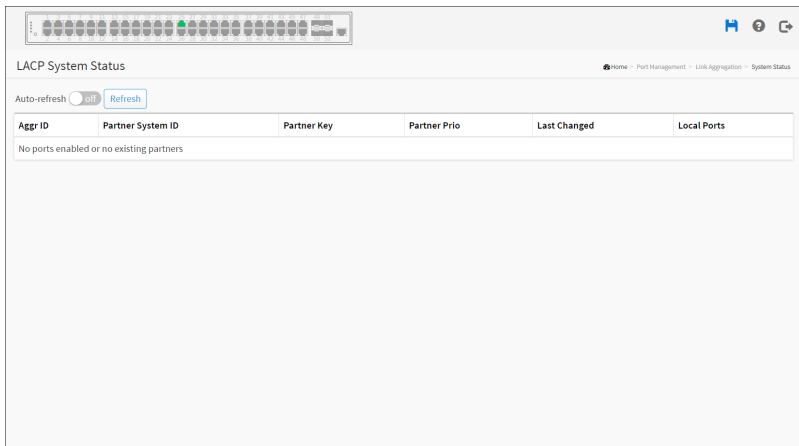 LACP System Status
Home > Port Management > Link Aggregation > System Status
Auto-refresh off Refresh
Aggr ID Partner System ID Partner Key Partner Prio Last Changed Local Ports
No ports enabled or no existing partners